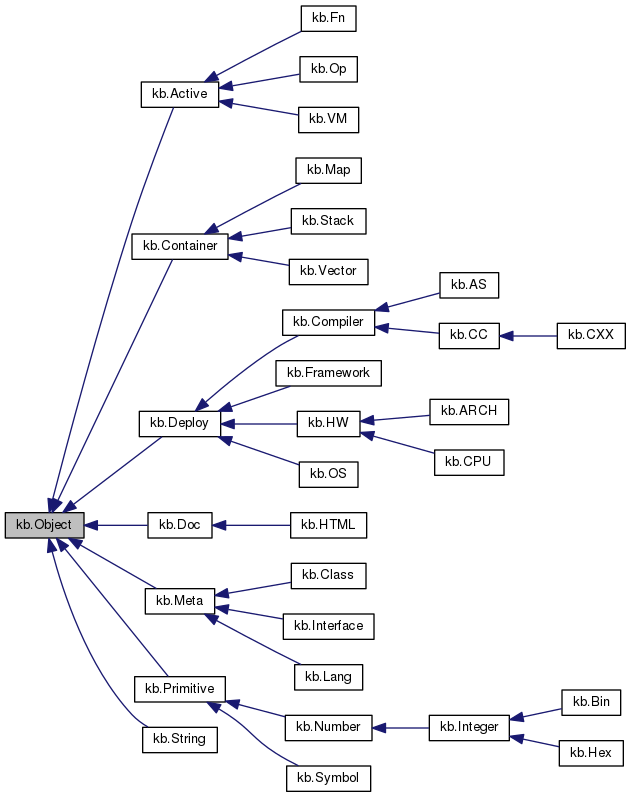 kb.Fn
kb.Op
kb.Active
kb.VM
kb.Map
kb.Stack
kb.Container
kb.Vector
kb.AS
kb.Compiler
kb.CC
kb.CXX
kb.Framework
kb.ARCH
kb.Deploy
kb.HW
kb.CPU
kb.OS
kb.Object
kb.Doc
kb.HTML
kb.Class
kb.Meta
kb.Interface
kb.Lang
kb.Primitive
kb.Bin
kb.Number
kb.Integer
kb.String
kb.Hex
kb.Symbol